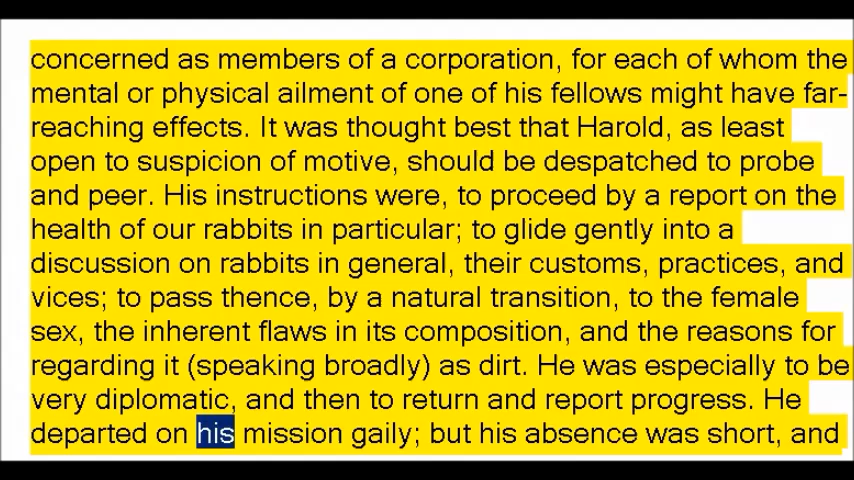 concerned as members of a corporation, for each of whom the
mental or physical ailment of one of his fellows might have far-
reaching effects. It was thought best that Harold, as least
open to suspicion of motive, should be despatched to probe
and peer. His instructions were, to proceed by a report on the
health of our rabbits in particular; to glide gently into a
discussion on rabbits in general, their customs, practices, and
vices; to pass thence, by a natural transition, to the female
sex, the inherent flaws in its composition, and the reasons for
regarding it (speaking broadly) as dirt. He was especially to be
very diplomatic, and then to return and report progress. He
departed on his mission gaily; but his absence was short, and